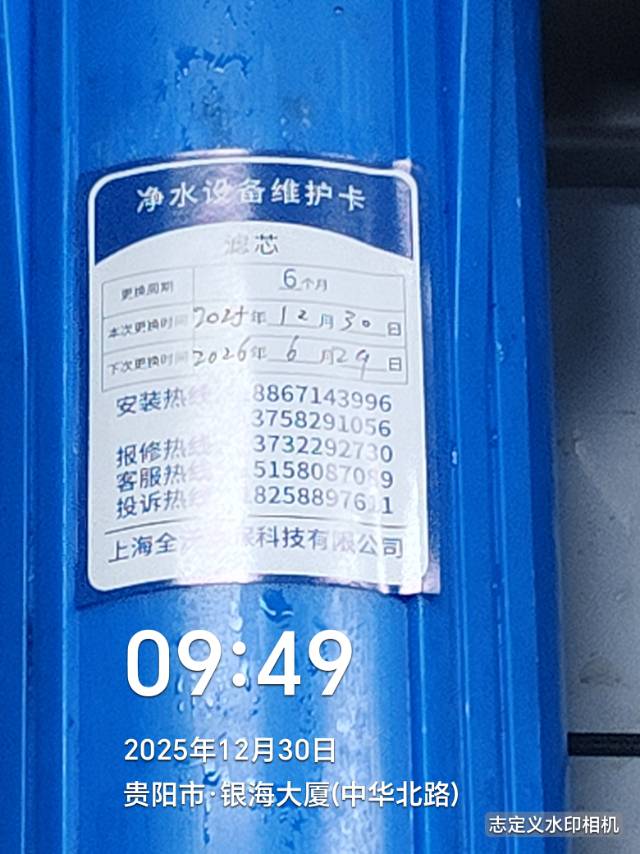 净水设备维护卡
滤芯
更换周期 6个月
本次更换时间 2025年12月30日
下次更换时间 2026年6月29日
安装热线 8867143996
3758291056
报修热线 3732292730
客服热线 5158087089
投诉热线 18258897611
上海全 科技有限公司
09:49
2025年12月30日
贵阳市·银海大厦(中华北路)
志定义水印相机